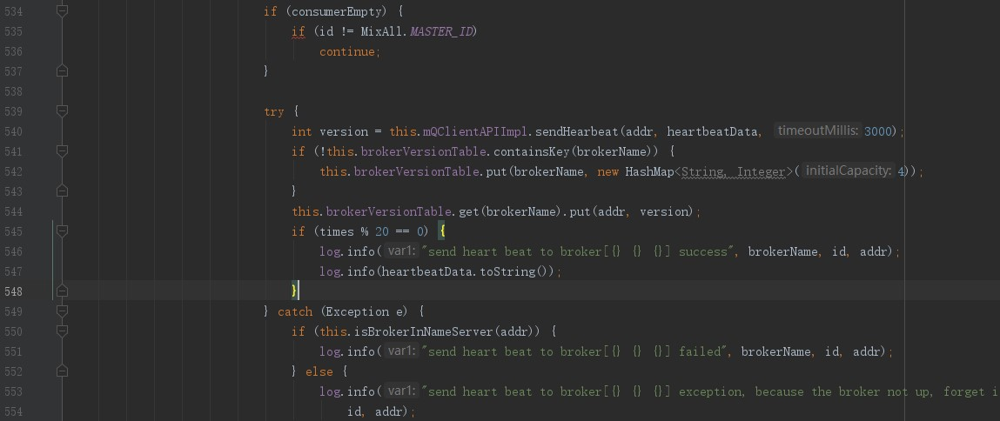 534 if (consumerEmpty) {
535 if (id != MixAll.MASTER_ID)
536 continue;
537 }
538
539 try {
540 int version = this.mQClientAPIImpl.sendHearbeat(addr, heartbeatData, timeoutMillis: 3000);
541 if (!this.brokerVersionTable.containsKey(brokerName)) {
542 this.brokerVersionTable.put(brokerName, new HashMap<String, Integer>(initialCapacity: 4));
543 }
544 this.brokerVersionTable.get(brokerName).put(addr, version);
545 if (times % 20 == 0) {
546 log.info(var1: "send heart beat to broker[{} {} {}] success", brokerName, id, addr);
547 log.info(heartbeatData.toString());
548 }
549 } catch (Exception e) {
550 if (this.isBrokerInNameServer(addr)) {
551 log.info(var1: "send heart beat to broker[{} {} {}] failed", brokerName, id, addr);
552 } else {
553 log.info(var1: "send heart beat to broker[{} {} {}] exception, because the broker not up, forget i
554 id, addr);